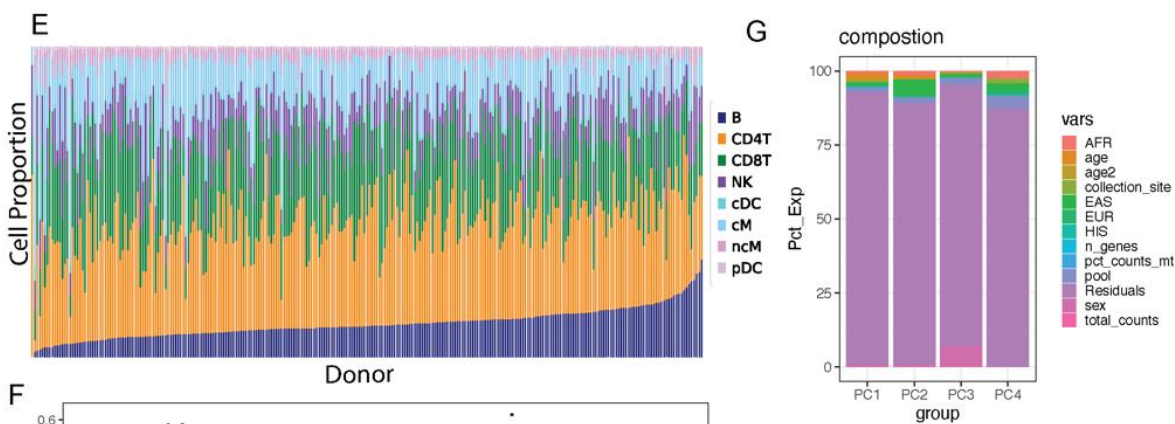 E
Cell Proportion
Donor
B
CD4T
CD8T
NK
cDC
cM
ncM
pDC
G
compostion
Pct_Exp
100
75
50
25
0
PC1 PC2 PC3 PC4
group
vars
AFR
age
age2
collection_site
EAS
EUR
HIS
n_genes
pct_counts_mt
pool
Residuals
sex
total_counts
F
0.6